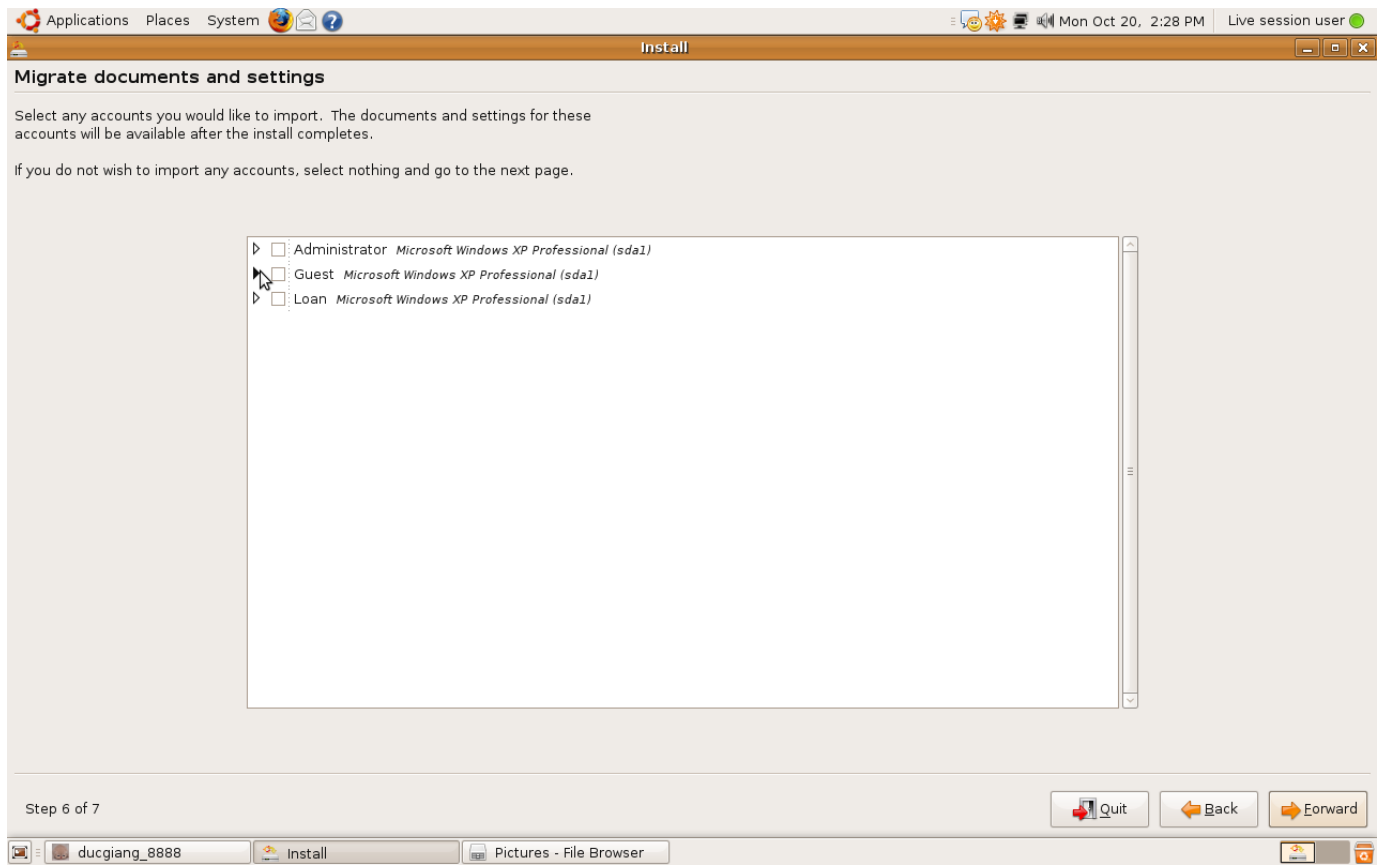 Applications Places System Mon Oct 20, 2:28 PM Live session user
Install
Migrate documents and settings
Select any accounts you would like to import. The documents and settings for these
accounts will be available after the install completes.
If you do not wish to import any accounts, select nothing and go to the next page.
Administrator Microsoft Windows XP Professional (sda1)
Guest Microsoft Windows XP Professional (sda1)
Loan Microsoft Windows XP Professional (sda1)
Step 6 of 7 Quit Back Forward
ducgiang_8888 Install Pictures - File Browser